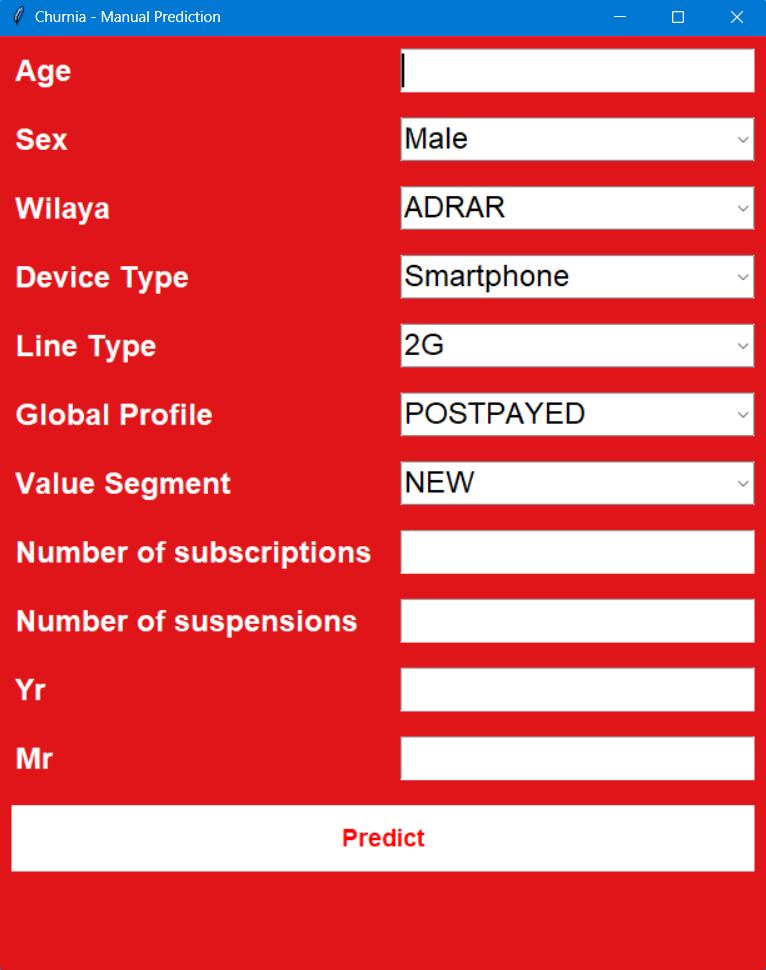 Churnia - Manual Prediction
Age
Sex Male
Wilaya ADRAR
Device Type Smartphone
Line Type 2G
Global Profile POSTPAYED
Value Segment NEW
Number of subscriptions
Number of suspensions
Yr
Mr
Predict